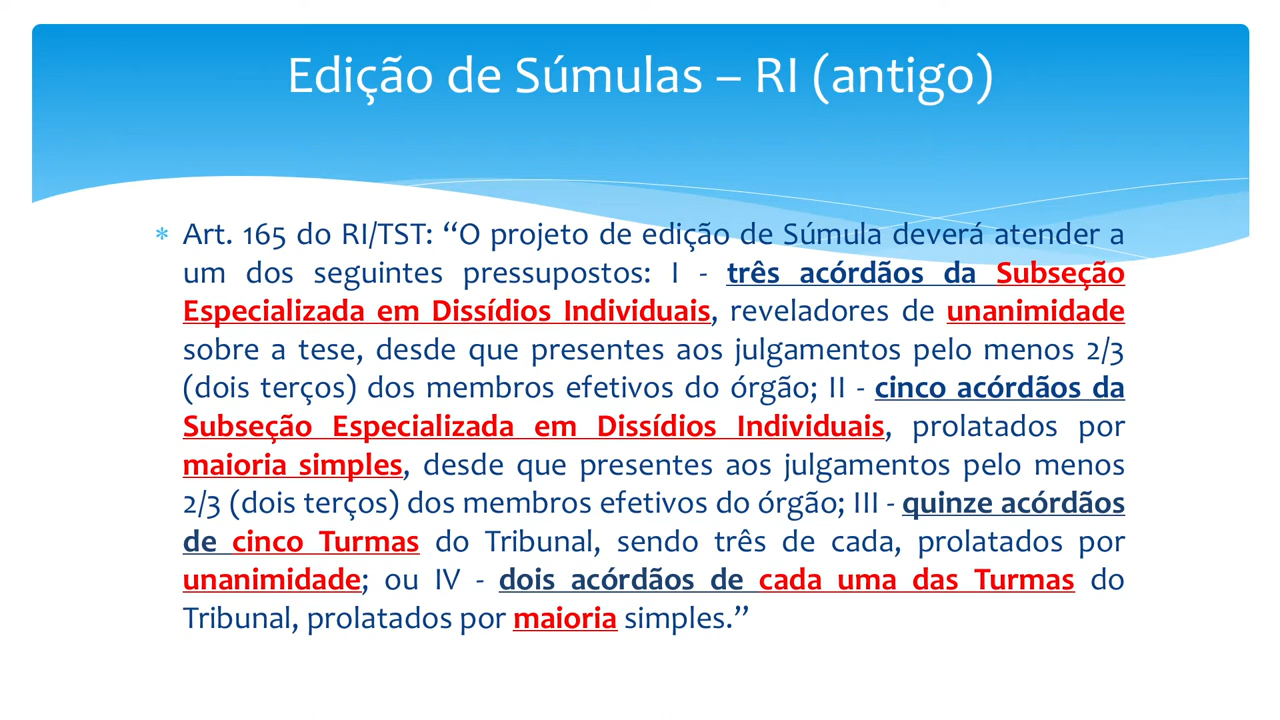 Edição de Súmulas – RI (antigo)
* Art. 165 do RI/TST: “O projeto de edição de Súmula deverá atender a
um dos seguintes pressupostos: I - três acórdãos da Subseção
Especializada em Dissídios Individuais, reveladores de unanimidade
sobre a tese, desde que presentes aos julgamentos pelo menos 2/3
(dois terços) dos membros efetivos do órgão; II - cinco acórdãos da
Subseção Especializada em Dissídios Individuais, prolatados por
maioria simples, desde que presentes aos julgamentos pelo menos
2/3 (dois terços) dos membros efetivos do órgão; III - quinze acórdãos
de cinco Turmas do Tribunal, sendo três de cada, prolatados por
unanimidade; ou IV - dois acórdãos de cada uma das Turmas do
Tribunal, prolatados por maioria simples.”